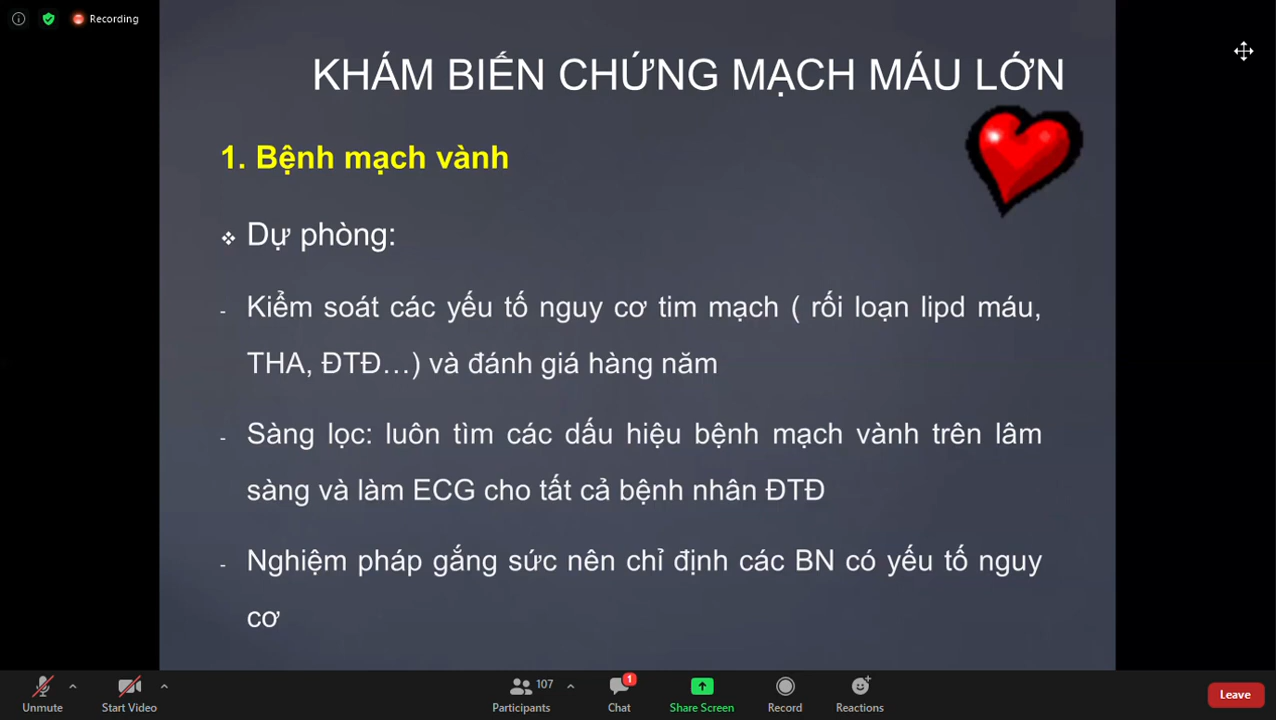 Recording
KHÁM BIẾN CHỨNG MẠCH MÁU LỚN
1. Bệnh mạch vành
❖ Dự phòng:
- Kiểm soát các yếu tố nguy cơ tim mạch ( rối loạn lipd máu,
THA, ĐTĐ…) và đánh giá hàng năm
- Sàng lọc: luôn tìm các dấu hiệu bệnh mạch vành trên lâm
sàng và làm ECG cho tất cả bệnh nhân ĐTĐ
- Nghiệm pháp gắng sức nên chỉ định các BN có yếu tố nguy
cơ
107
1
Unmute
Start Video
Participants
Chat
Share Screen
Record
Reactions
Leave